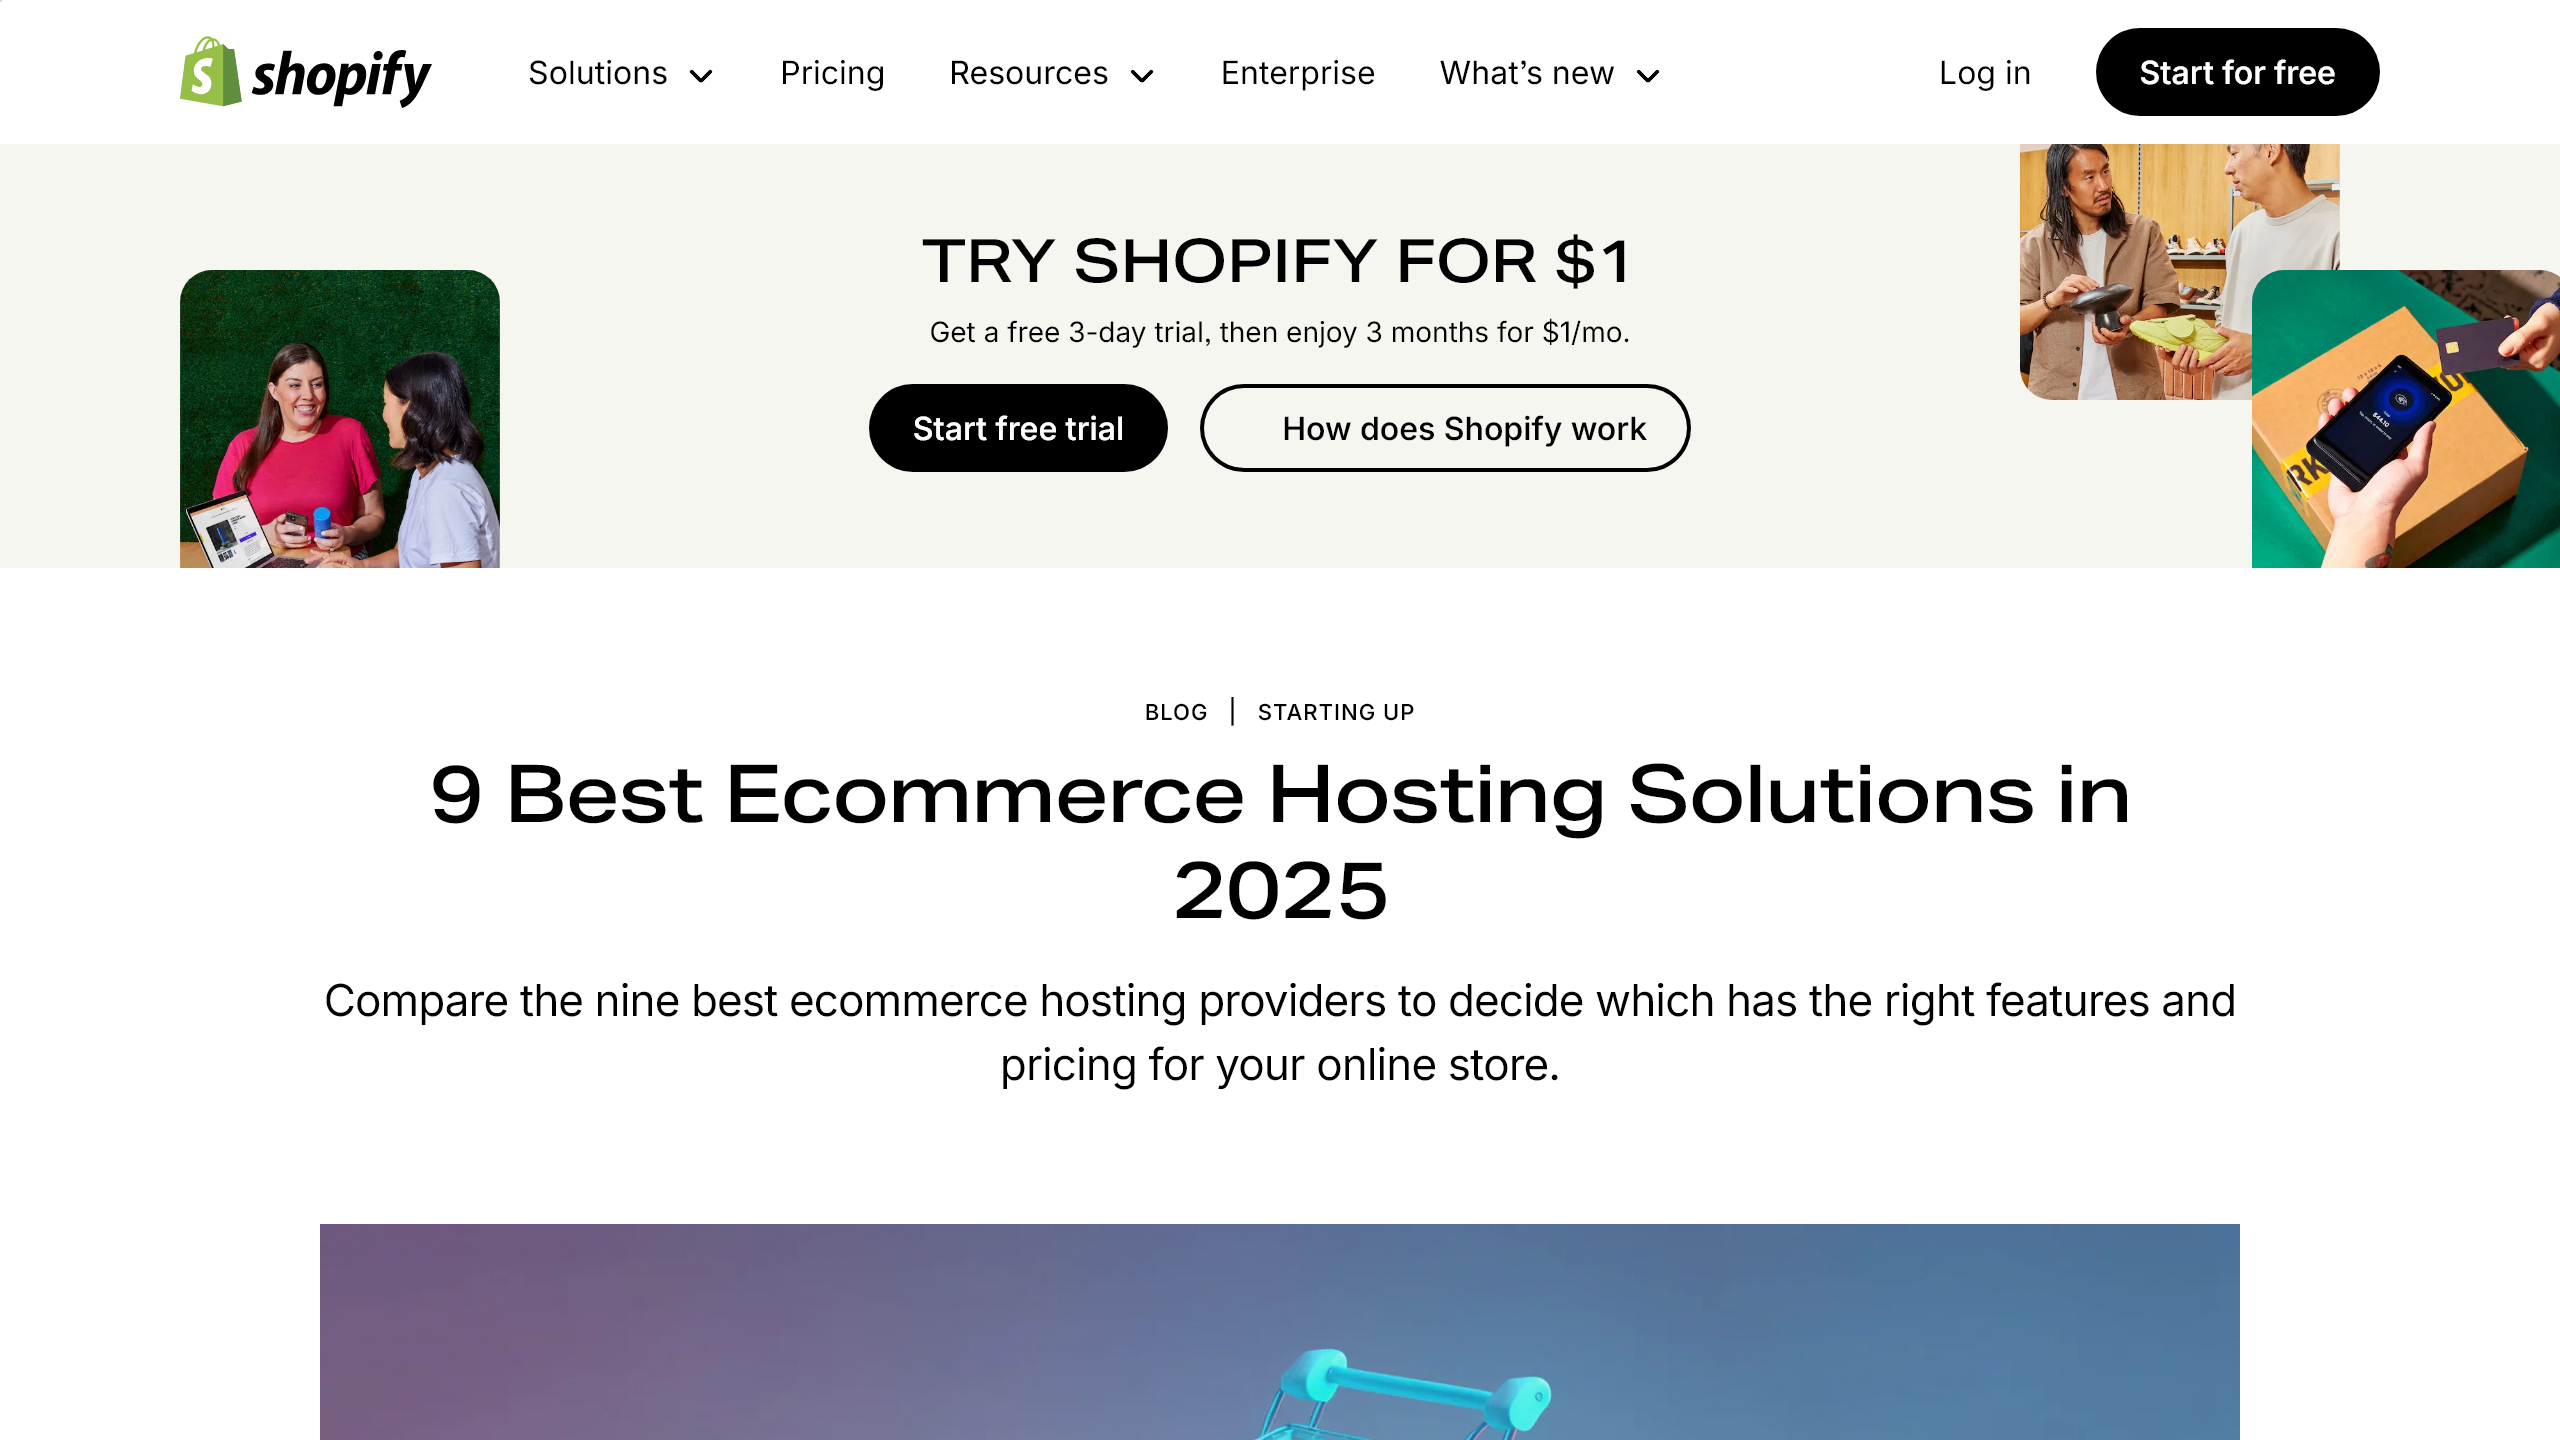 shopify
Solutions
Pricing
Resources
Enterprise
What’s new
Log in
Start for free
TRY SHOPIFY FOR $1
Get a free 3-day trial, then enjoy 3 months for $1/mo.
Start free trial
How does Shopify work
BLOG | STARTING UP
9 Best Ecommerce Hosting Solutions in
2025
Compare the nine best ecommerce hosting providers to decide which has the right features and
pricing for your online store.